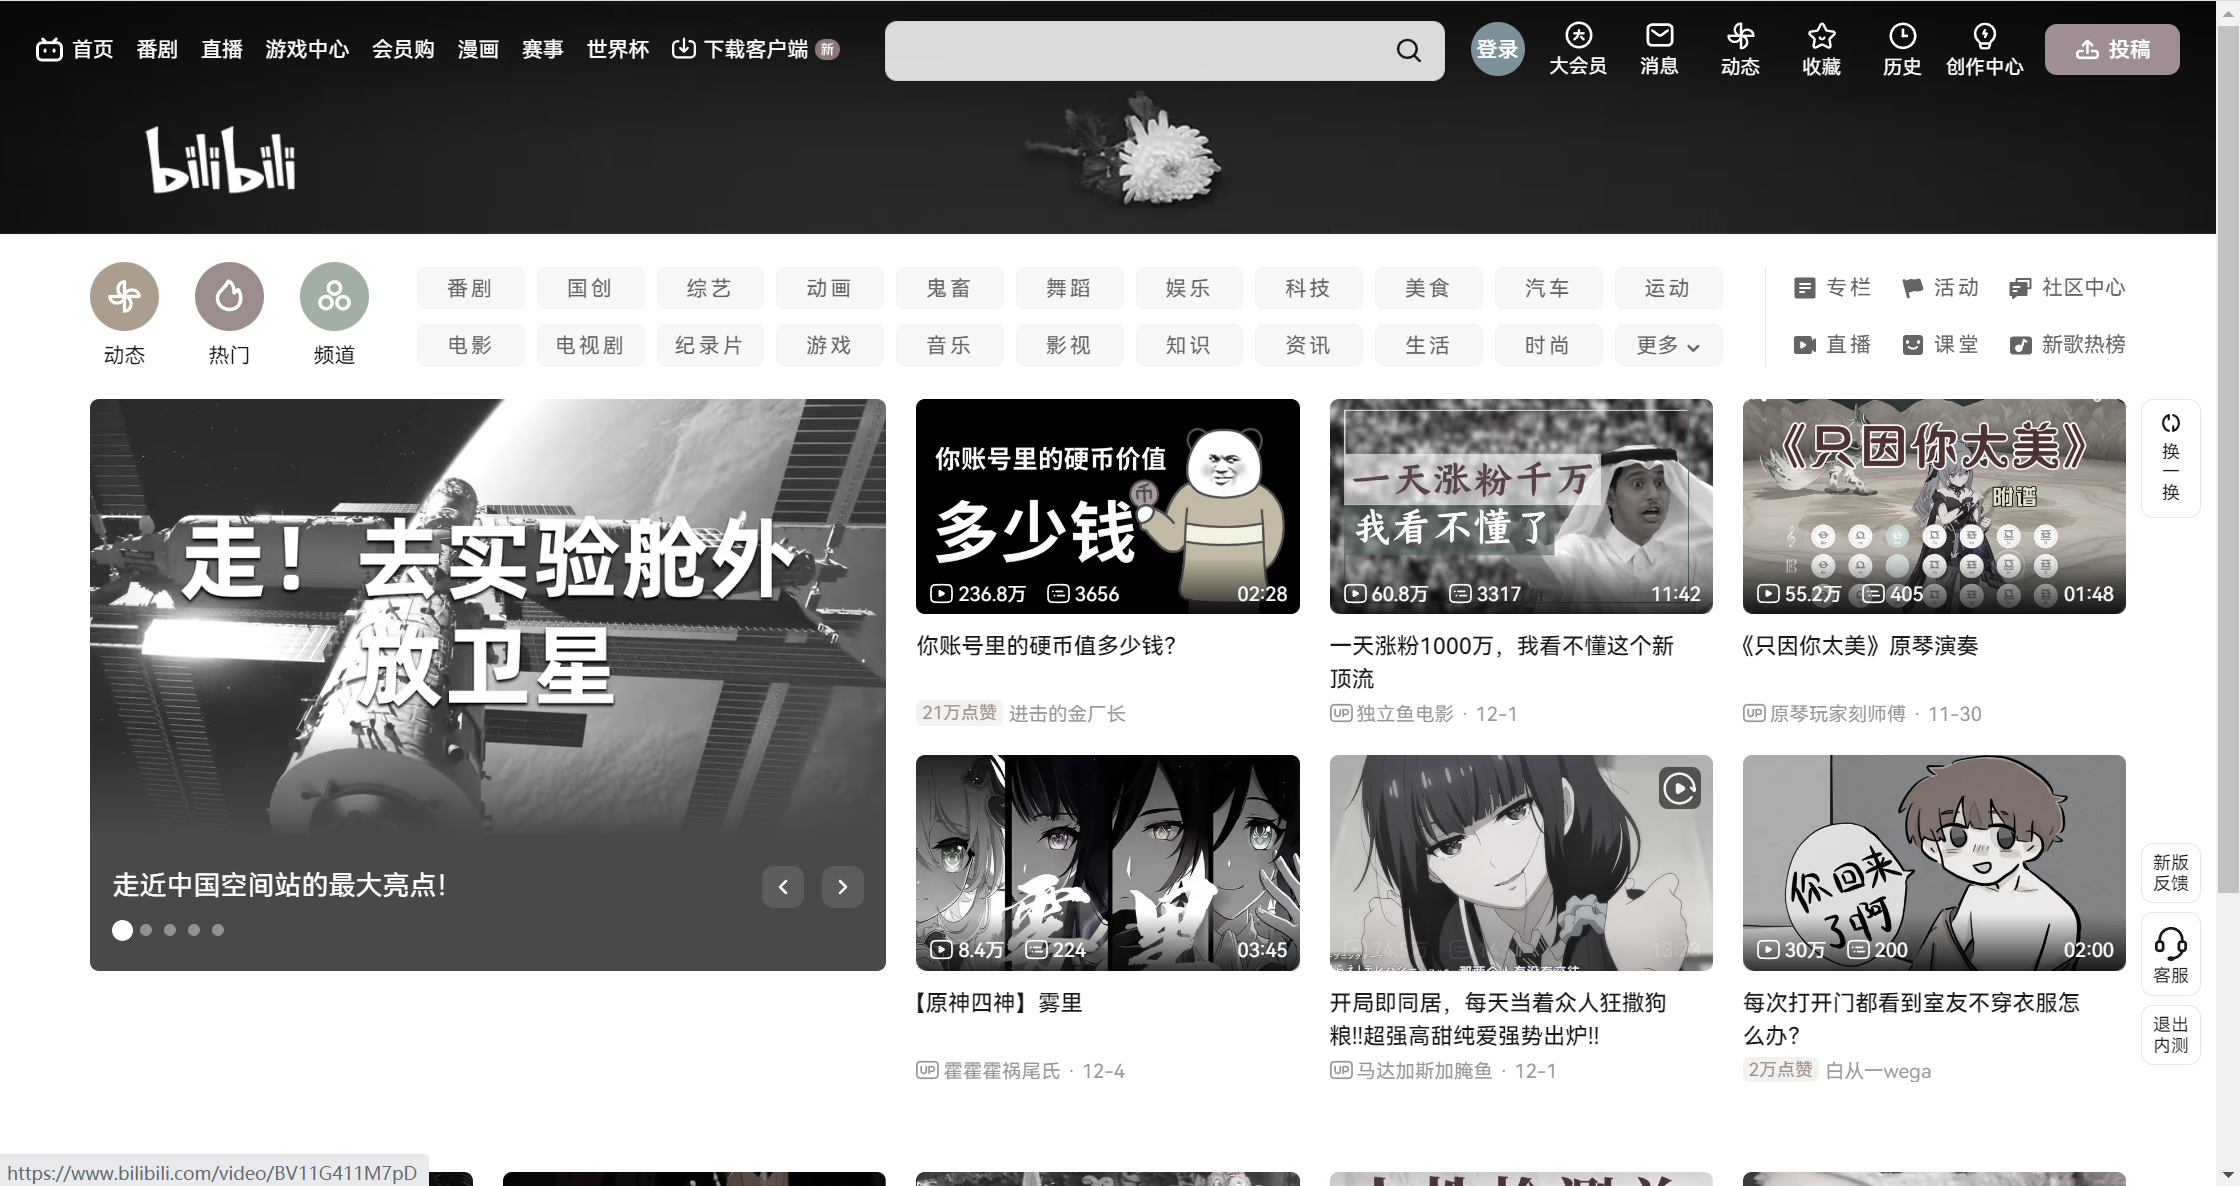 首页 番剧 直播 游戏中心 会员购 漫画 赛事 世界杯 下载客户端 新
登录 大会员 消息 动态 收藏 历史 创作中心 投稿
bilibili
动态 热门 频道
番剧 国创 综艺 动画 鬼畜 舞蹈 娱乐 科技 美食 汽车 运动
电影 电视剧 纪录片 游戏 音乐 影视 知识 资讯 生活 时尚 更多
专栏 活动 社区中心
直播 课堂 新歌热榜
走！去实验舱外
放卫星
走近中国空间站的最大亮点！
你账号里的硬币价值
多少钱
币
236.8万 3656 02:28
你账号里的硬币值多少钱？
21万点赞 进击的金厂长
一天涨粉千万
我看不懂了
60.8万 3317 11:42
一天涨粉1000万，我看不懂这个新
顶流
UP 独立鱼电影 · 12-1
《只因你太美》
附谱
55.2万 405 01:48
《只因你太美》原琴演奏
UP 原琴玩家刻师傅 · 11-30
换
一
换
雾里
8.4万 224 03:45
【原神四神】雾里
UP 霍霍霍祸尾氏 · 12-4
开局即同居，每天当着众人狂撒狗
粮!!超强高甜纯爱强势出炉!!
UP 马达加斯加腌鱼 · 12-1
你回来
了啊
30万 200 02:00
每次打开门都看到室友不穿衣服怎
么办？
2万点赞 白从一wega
新版
反馈
客服
退出
内测
https://www.bilibili.com/video/BV11G411M7pD